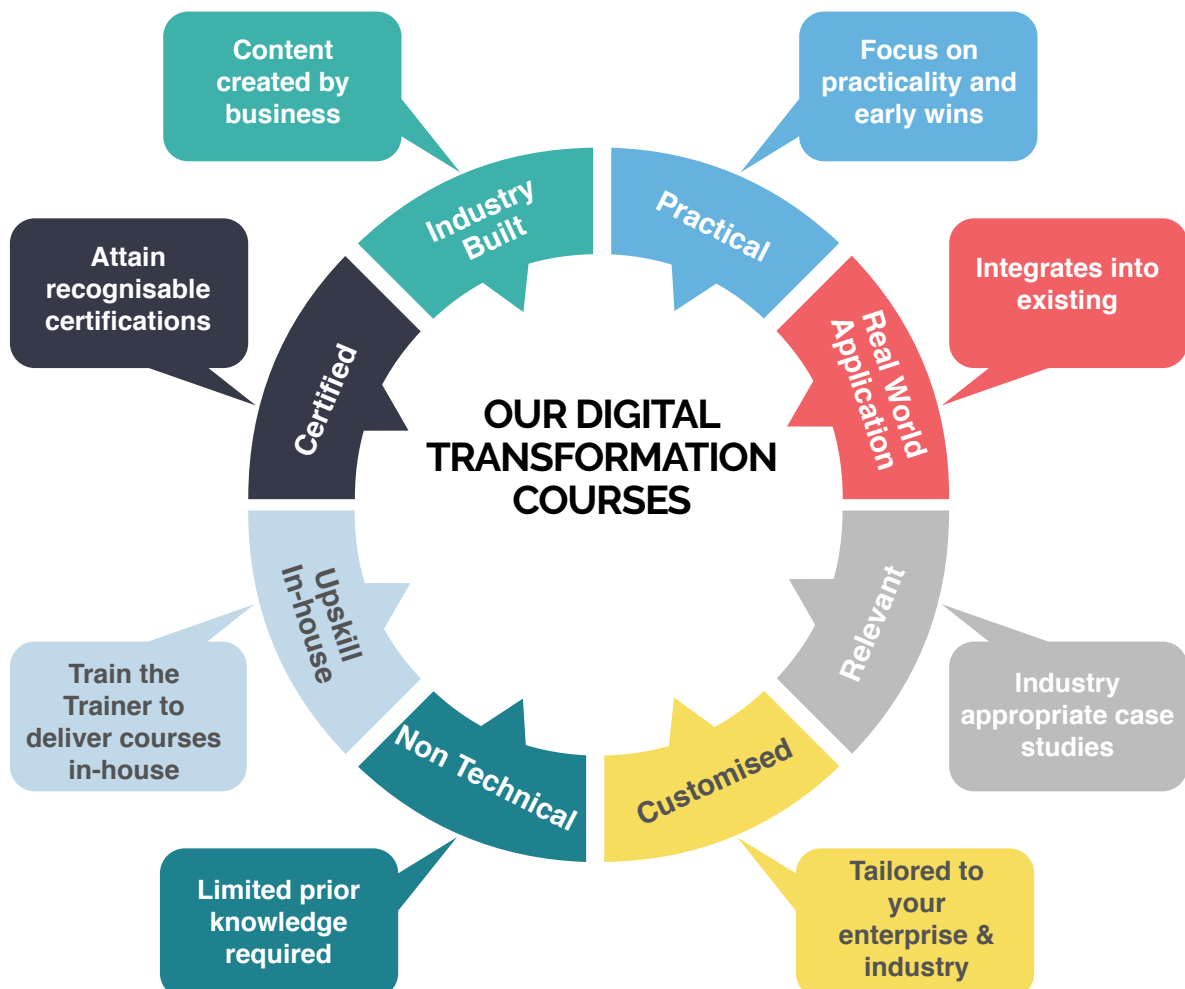 Content
created by
business
Focus on
practicality and
early wins
Industry
Built
Practical
Attain
recognisable
certifications
Integrates into
existing
Certified
Real World
Application
OUR DIGITAL
TRANSFORMATION
COURSES
Upskill
In-house
Relevant
Train the
Trainer to
deliver courses
in-house
Industry
appropriate case
studies
Non Technical
Customised
Limited prior
knowledge
required
Tailored to
your
enterprise &
industry